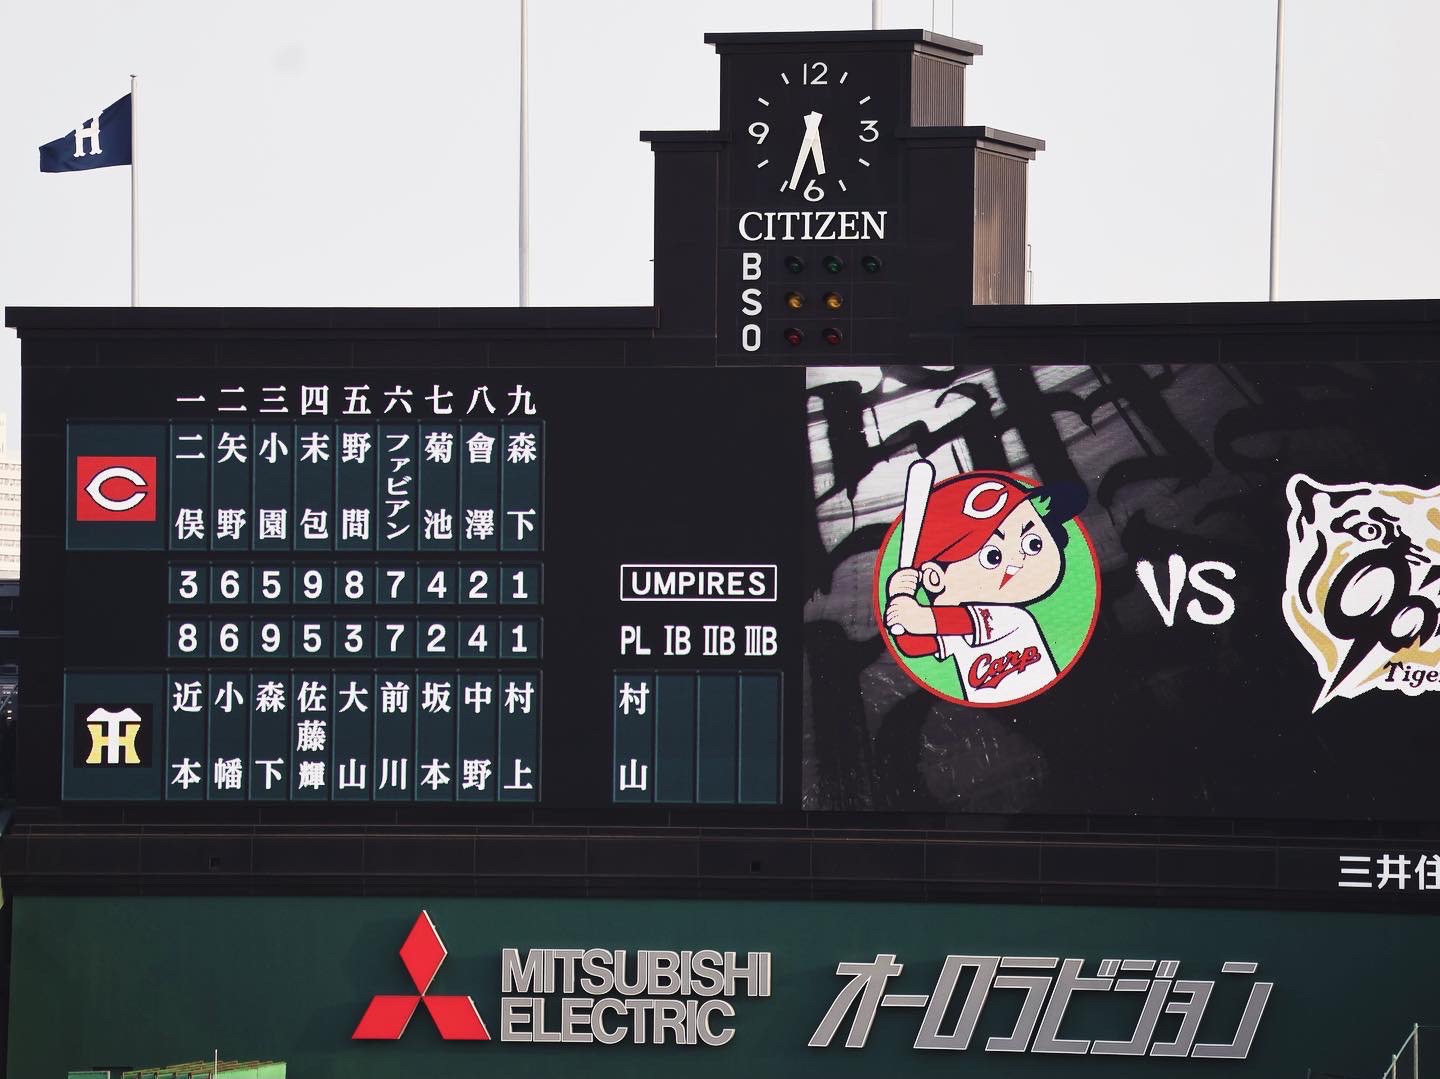 H
12
9 3
6
CITIZEN
B
S
O
一 二 三 四 五 六 七 八 九
二俣 矢野 小園 末包 野間 ファビアン 菊池 會澤 森下
3 6 5 9 8 7 4 2 1
8 6 9 5 3 7 2 4 1
近本 小幡 森下 佐藤輝 大山 前川 坂本 中野 村上
UMPIRES
PL IB IIB IIIB
村山
C
Carp
VS
Tige
三井住
MITSUBISHI
ELECTRIC
オーロラビジョン